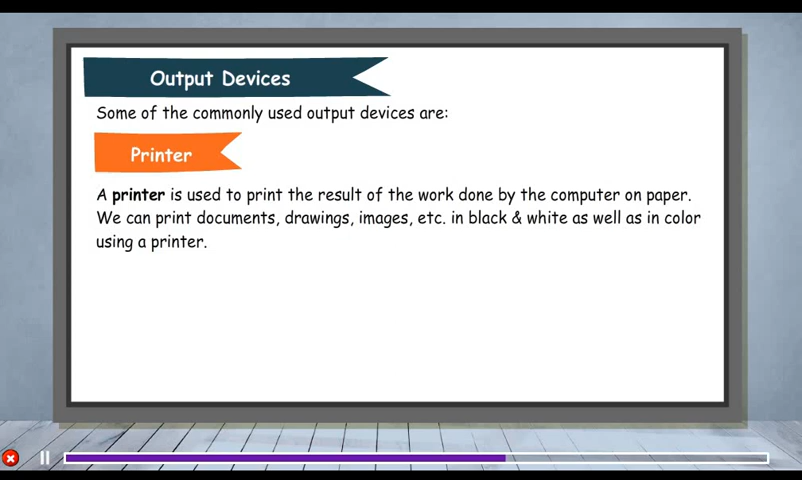 Output Devices
Some of the commonly used output devices are:
Printer
A printer is used to print the result of the work done by the computer on paper.
We can print documents, drawings, images, etc. in black & white as well as in color
using a printer.